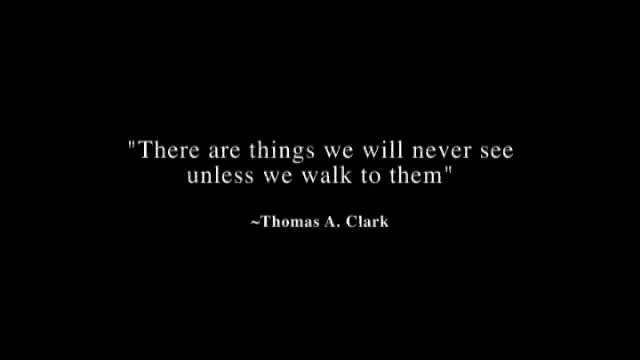 "There are things we will never see
unless we walk to them"
~Thomas A. Clark